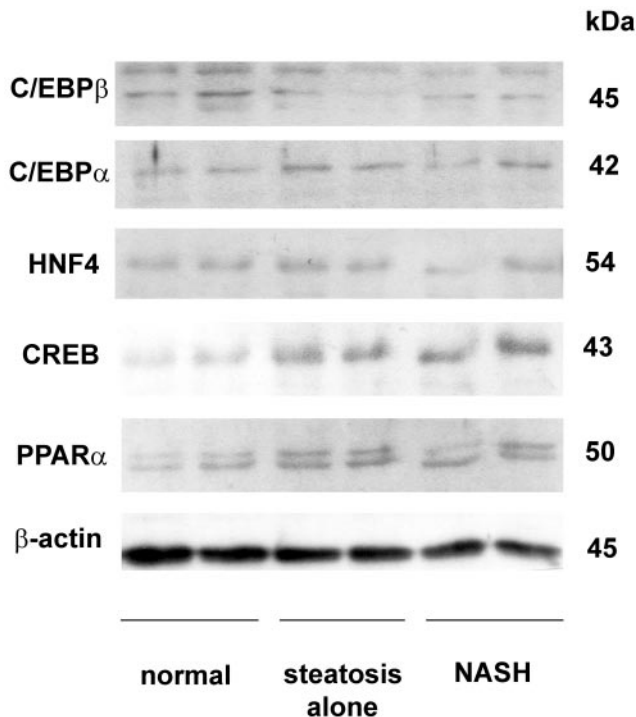 kDa
C/EBPβ 45
C/EBPα 42
HNF4 54
CREB 43
PPARα 50
β-actin 45
normal steatosis alone NASH